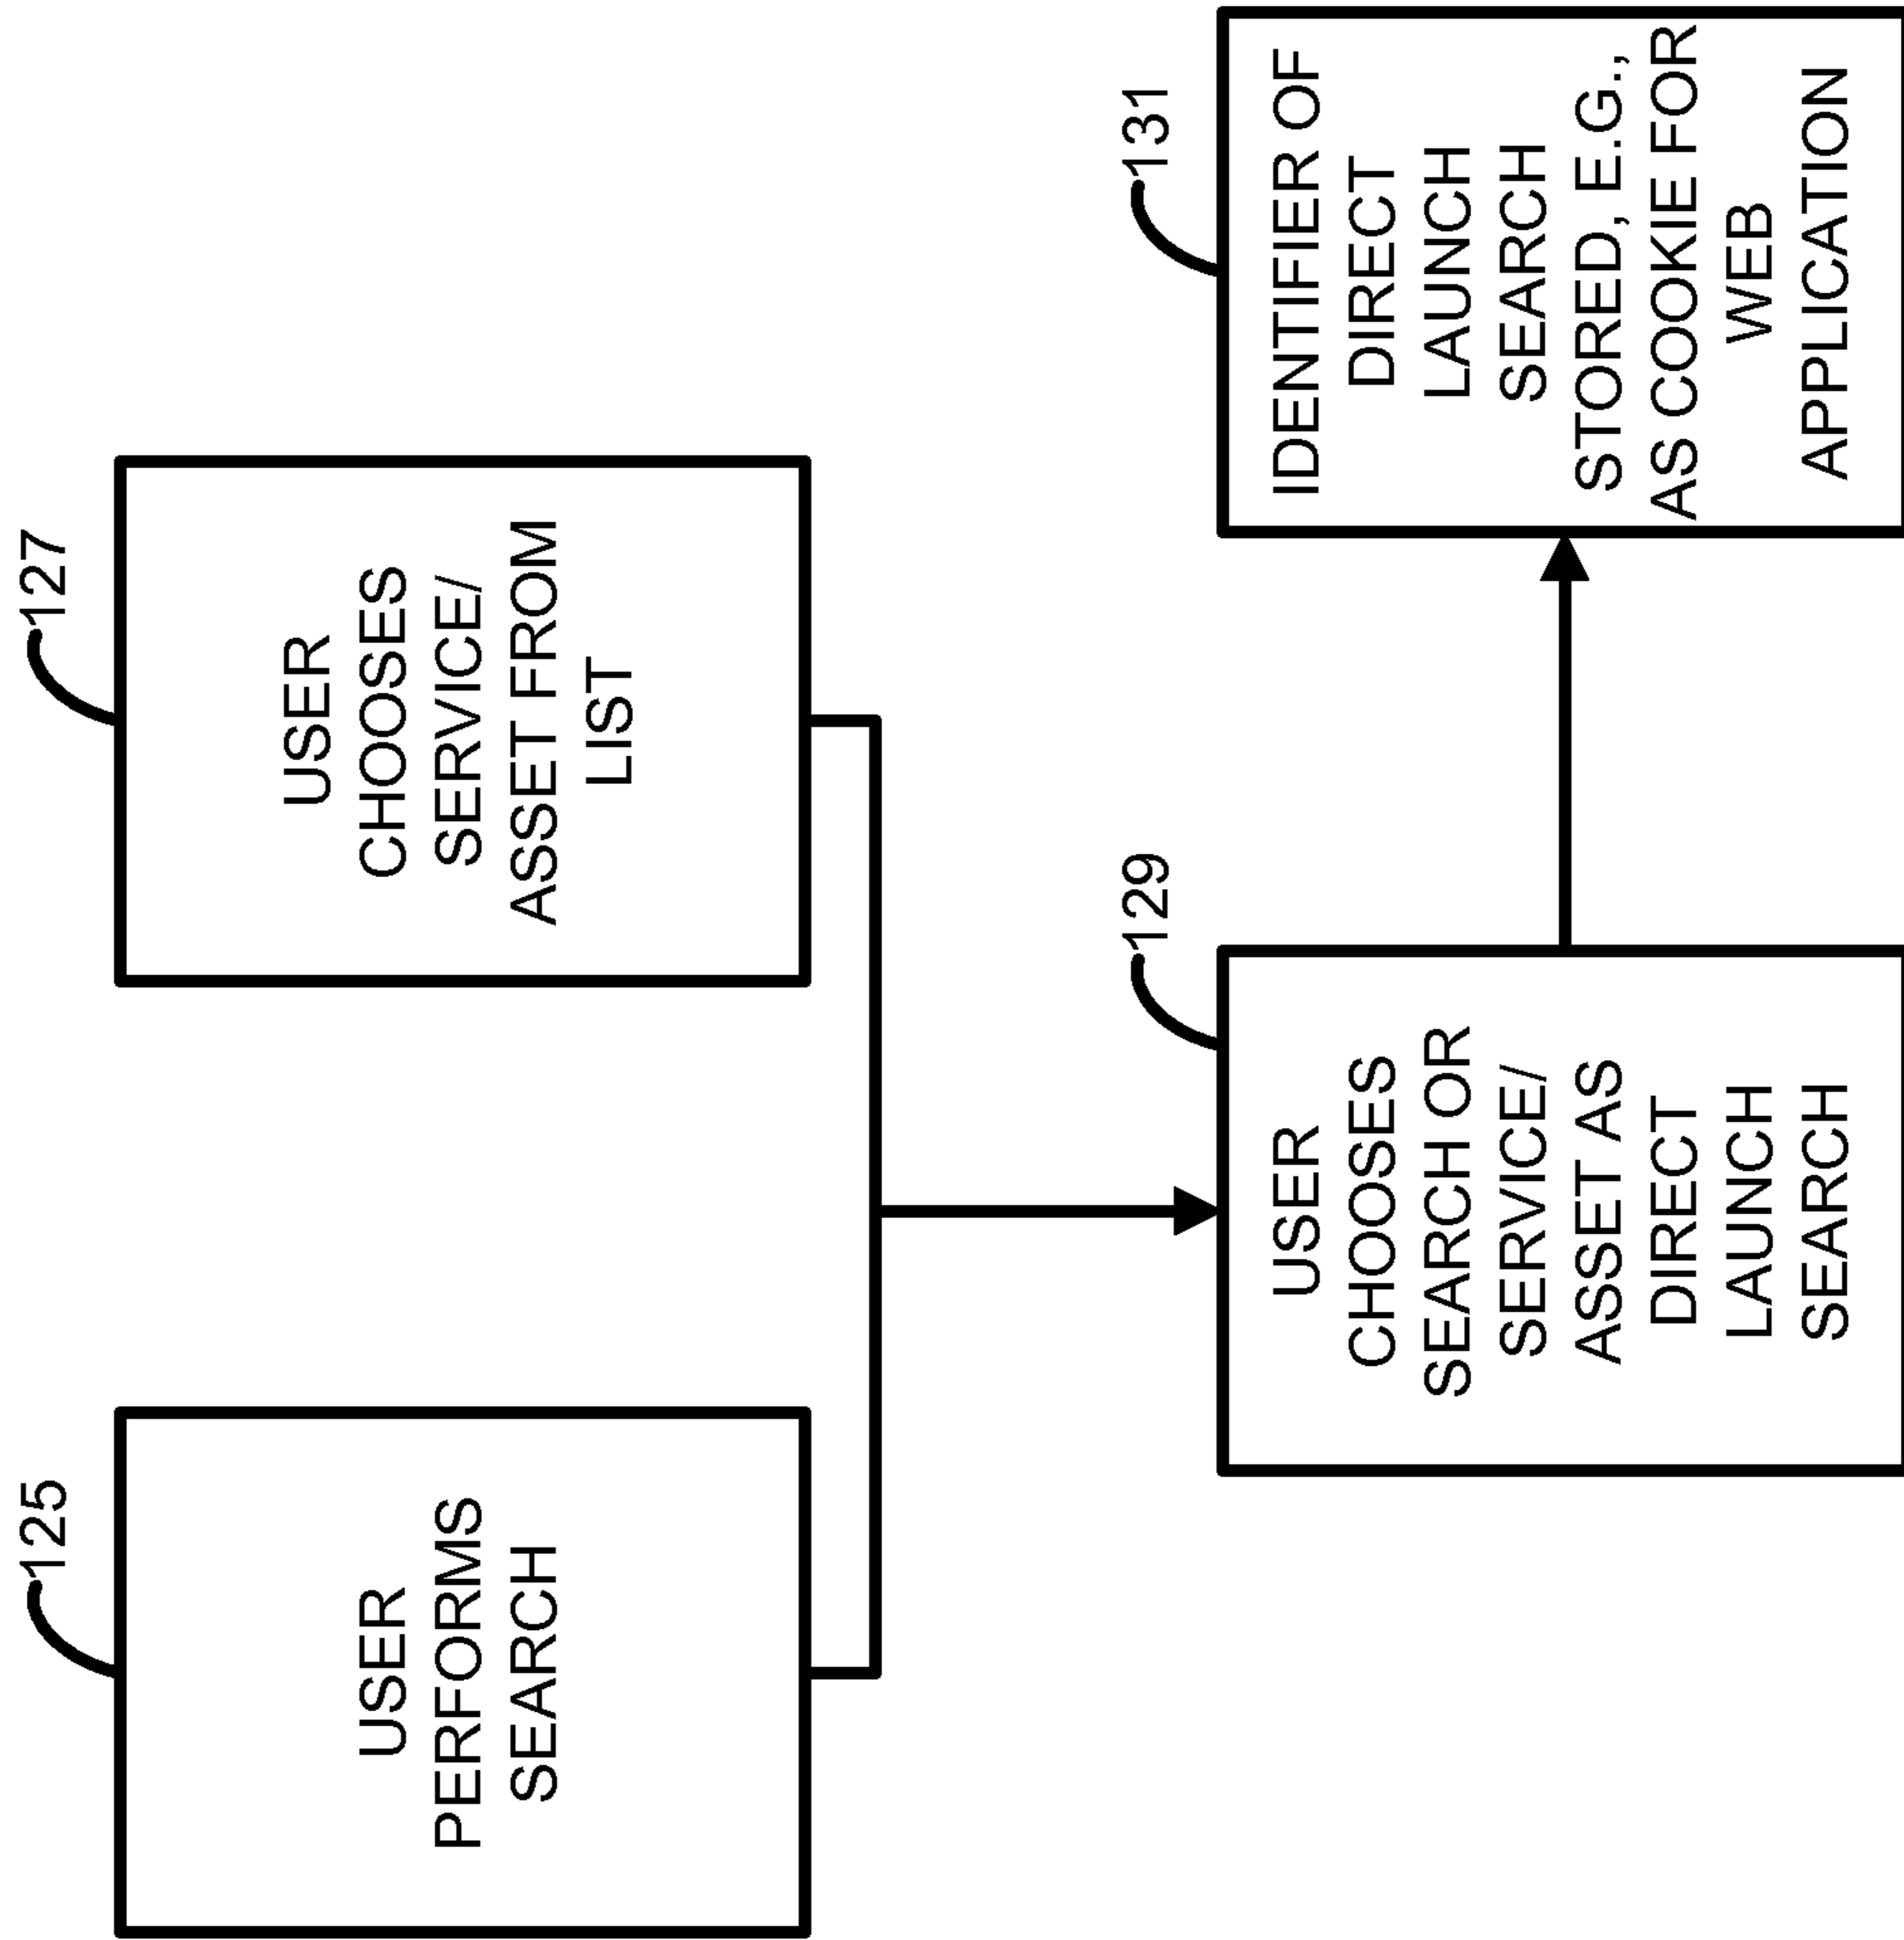 125
USER
PERFORMS
SEARCH
127
USER
CHOOSES
SERVICE/
ASSET FROM
LIST
129
USER
CHOOSES
SEARCH OR
SERVICE/
ASSET AS
DIRECT
LAUNCH
SEARCH
131
IDENTIFIER OF
DIRECT
LAUNCH
SEARCH
STORED, E.G.,
AS COOKIE FOR
WEB
APPLICATION